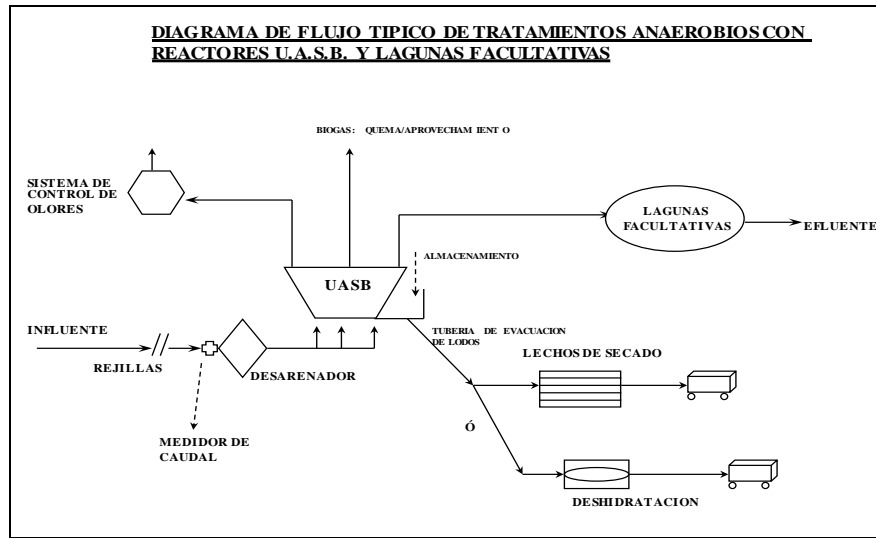 DIAGRAMA DE FLUJO TIPICO DE TRATAMIENTOS ANAEROBIOS CON
REACTORES U.A.S.B. Y LAGUNAS FACULTATIVAS
BIOGAS: QUEMA/APROVECHAMIENTO
SISTEMA DE
CONTROL DE
OLORES
LAGUNAS
FACULTATIVAS
EFLUENTE
ALMACENAMIENTO
UASB
INFLUENTE
TUBERIA DE EVACUACION
DE LODOS
REJILLAS
DESARENADOR
LECHOS DE SECADO
Ó
MEDIDOR DE
CAUDAL
DESHIDRATACION